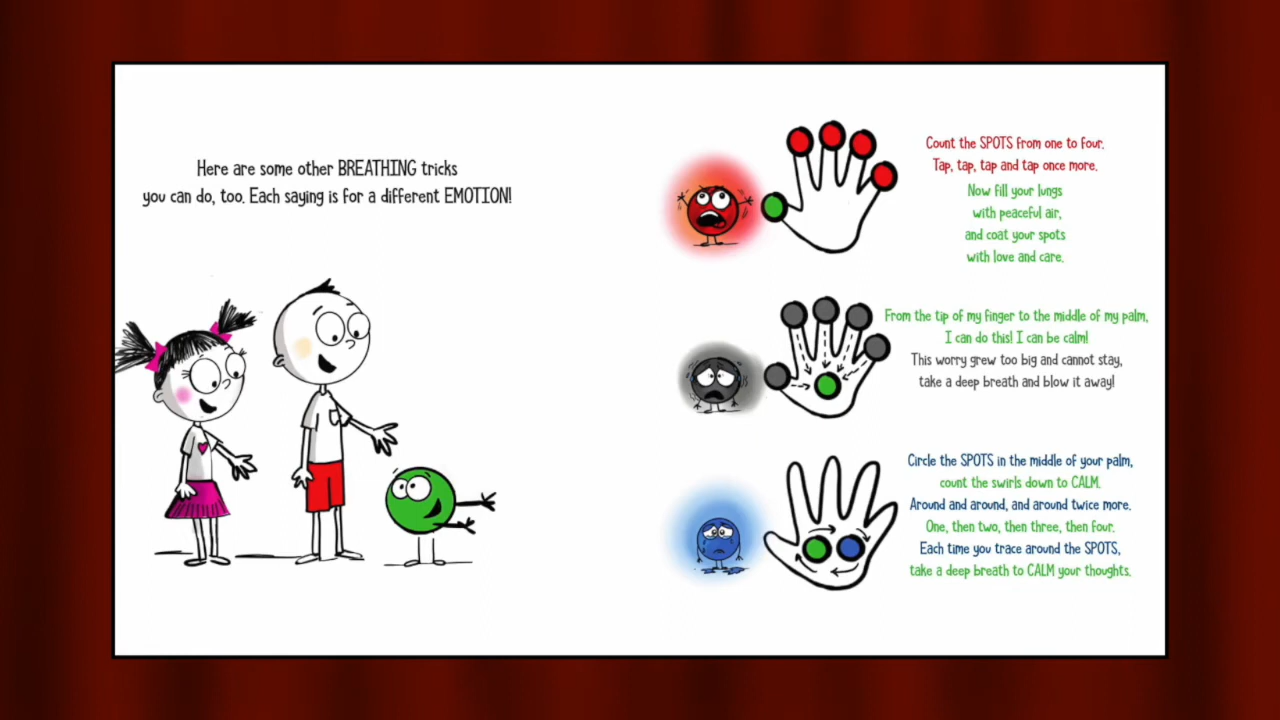 Here are some other BREATHING tricks
you can do, too. Each saying is for a different EMOTION!
Count the SPOTS from one to four.
Tap, tap, tap and tap once more.
Now fill your lungs
with peaceful air,
and coat your spots
with love and care.
From the tip of my finger to the middle of my palm,
I can do this! I can be calm!
This worry grew too big and cannot stay,
take a deep breath and blow it away!
Circle the SPOTS in the middle of your palm,
count the swirls down to CALM.
Around and around, and around twice more.
One, then two, then three, then four.
Each time you trace around the SPOTS,
take a deep breath to CALM your thoughts.